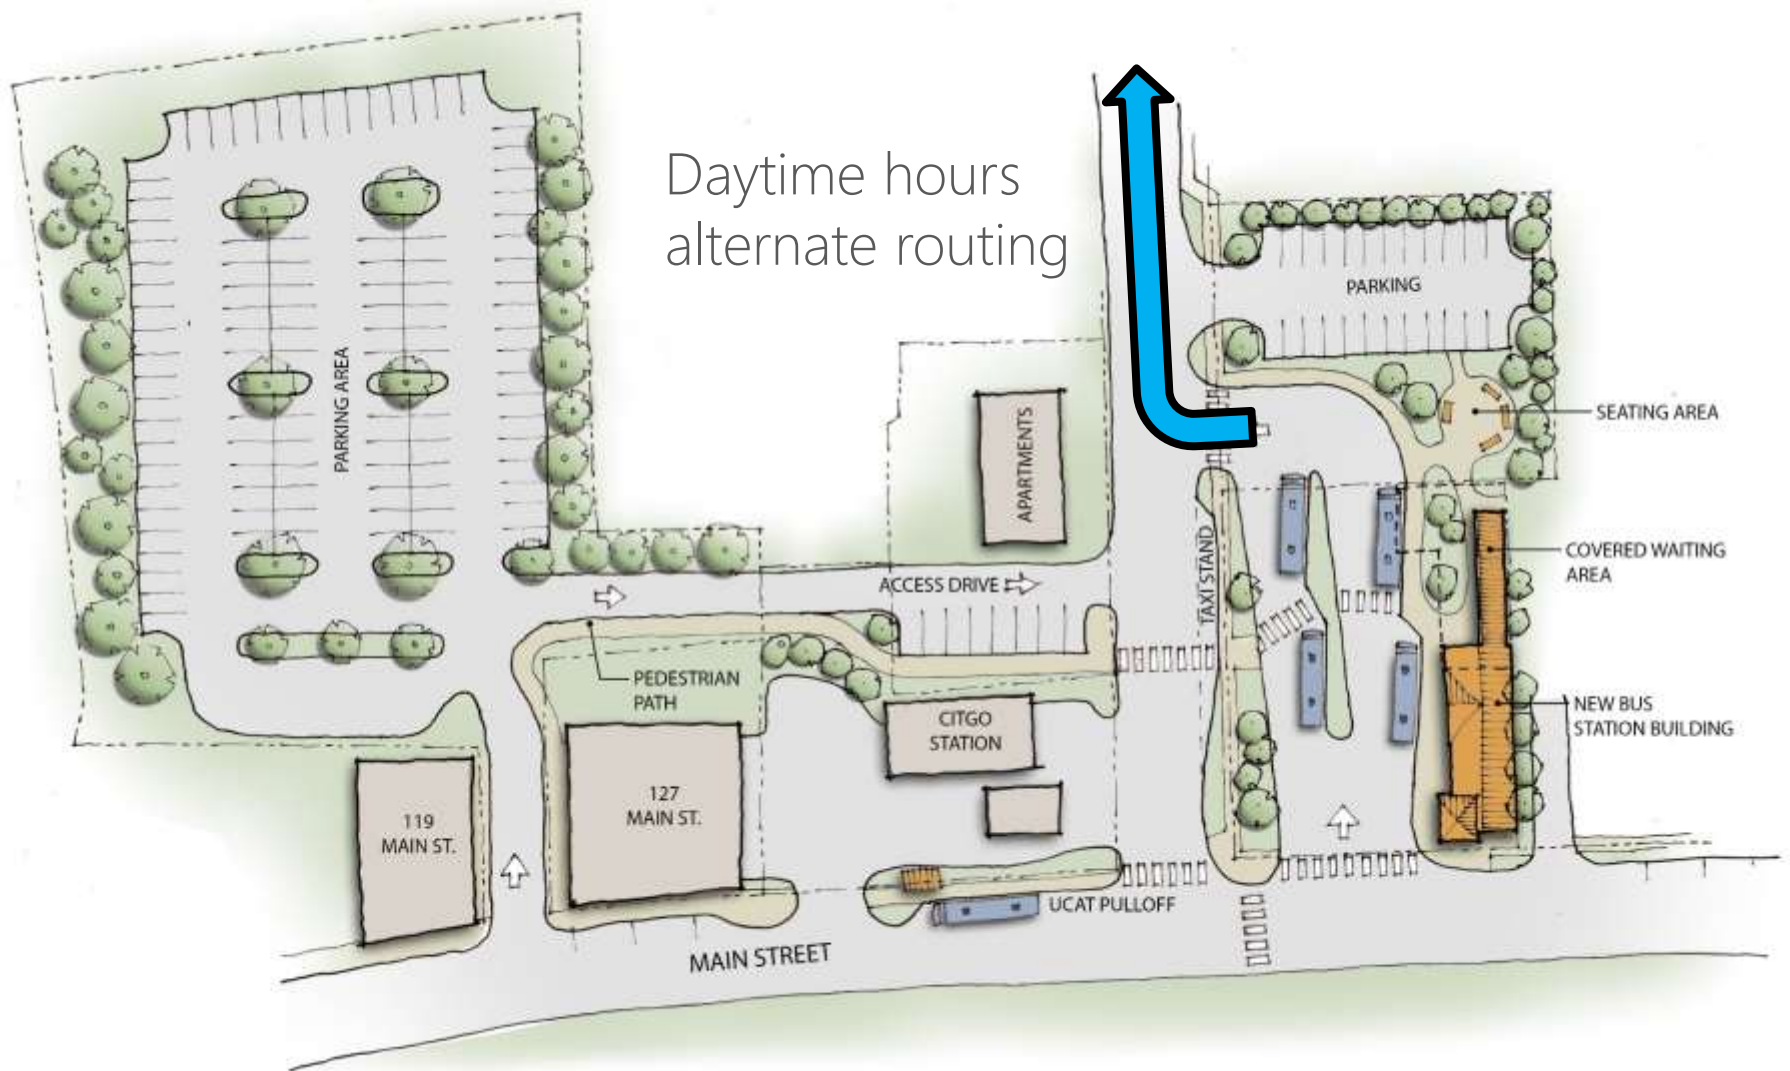 Daytime hours
alternate routing
PARKING
PARKING AREA
SEATING AREA
APARTMENTS
TAXI STAND
COVERED WAITING
AREA
ACCESS DRIVE
PEDESTRIAN
PATH
CITGO
STATION
NEW BUS
STATION BUILDING
127
MAIN ST.
119
MAIN ST.
UCAT PULLOFF
MAIN STREET